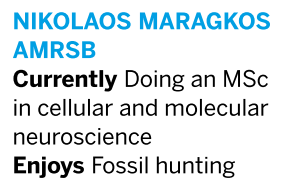 NIKOLAOS MARAGKOS
AMRSB
Currently Doing an MSc
in cellular and molecular
neuroscience
Enjoys Fossil hunting